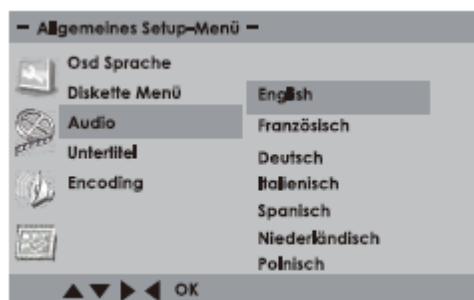 – Allgemeines Setup-Menü –
Osd Sprache
Diskette Menü
Audio
Untertitel
Encoding
English
Französisch
Deutsch
Italienisch
Spanisch
Niederländisch
Polnisch
▲ ▼ ▶ ◀ OK